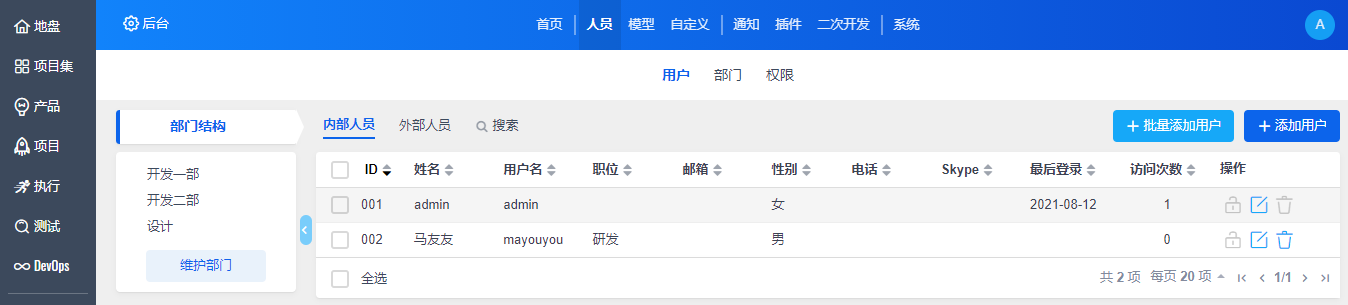 地盘
项目集
产品
项目
执行
测试
DevOps
后台
首页 人员 模型 自定义 通知 插件 二次开发 系统
A
用户 部门 权限
部门结构
开发一部
开发二部
设计
维护部门
内部人员 外部人员 搜索
批量添加用户 添加用户
ID 姓名 用户名 职位 邮箱 性别 电话 Skype 最后登录 访问次数 操作
001 admin admin 女 2021-08-12 1
002 马友友 mayouyou 研发 男 0
全选
共 2 项 每页 20 项 1/1